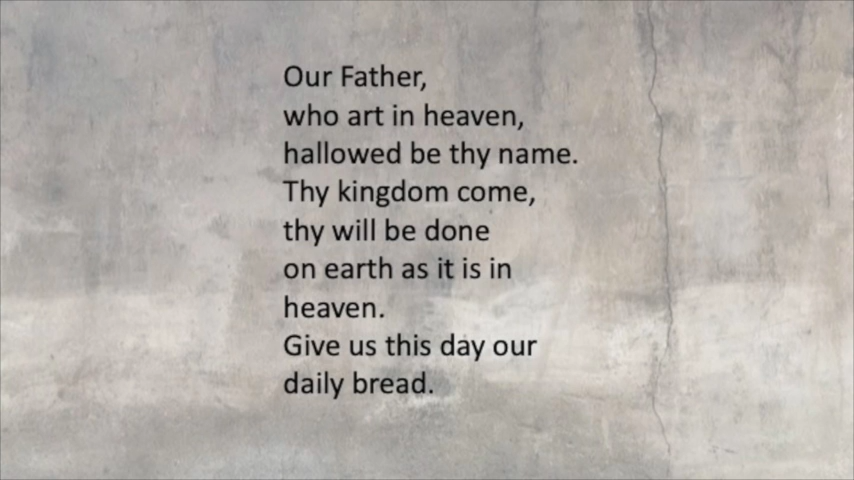 Our Father,
who art in heaven,
hallowed be thy name.
Thy kingdom come,
thy will be done
on earth as it is in
heaven.
Give us this day our
daily bread.